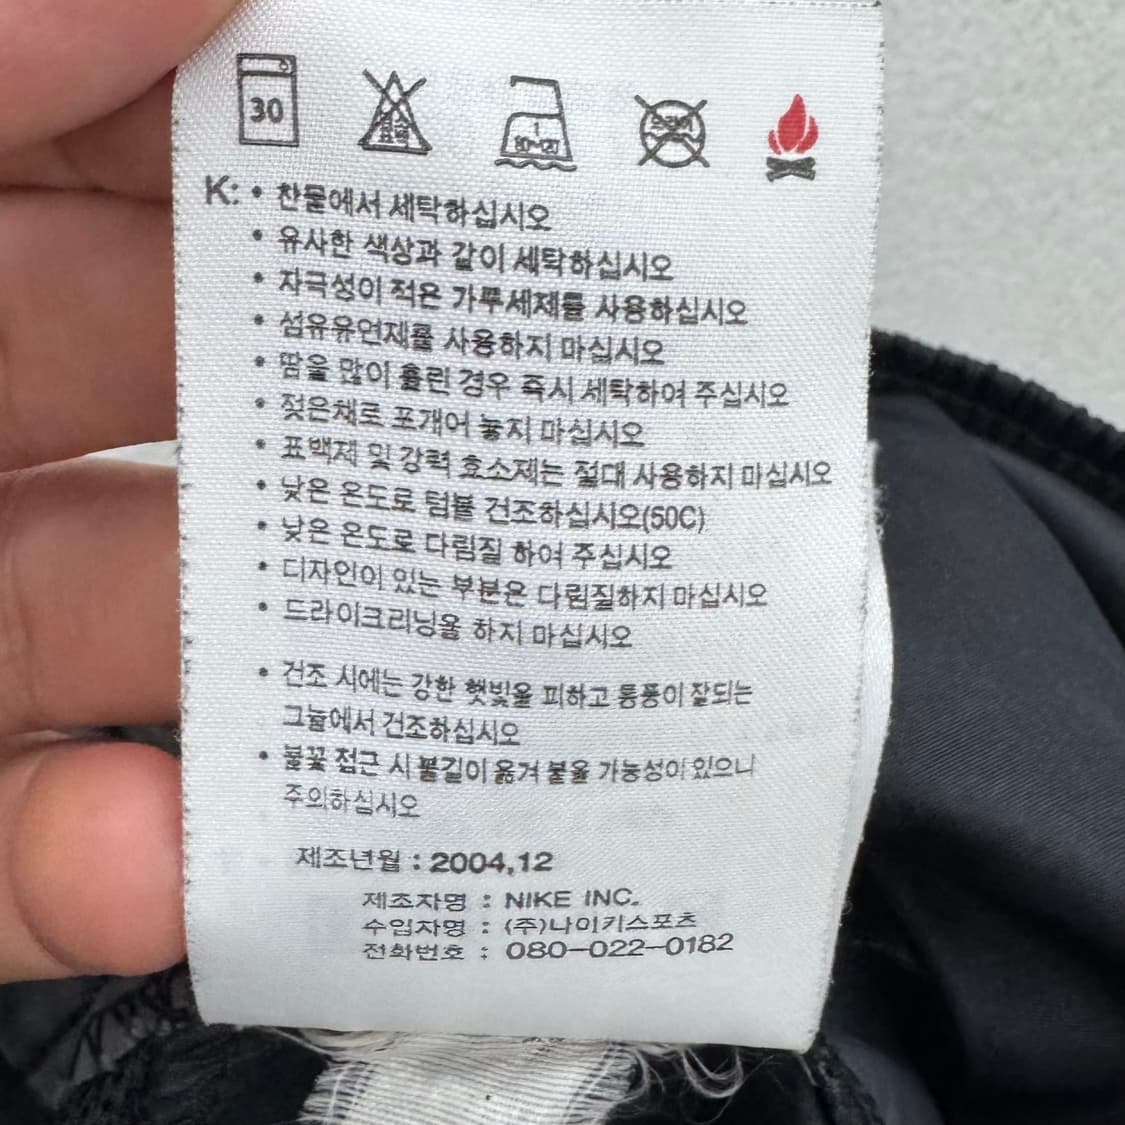 30
염소
표백
1
80~120
드라이
K: • 찬물에서 세탁하십시오
• 유사한 색상과 같이 세탁하십시오
• 자극성이 적은 가루세제를 사용하십시오
• 섬유유연제를 사용하지 마십시오
• 땀을 많이 흘린 경우 즉시 세탁하여 주십시오
• 젖은채로 포개어 놓지 마십시오
• 표백제 및 강력 효소제는 절대 사용하지 마십시오
• 낮은 온도로 텀블 건조하십시오(50C)
• 낮은 온도로 다림질 하여 주십시오
• 디자인이 있는 부분은 다림질하지 마십시오
• 드라이크리닝을 하지 마십시오
• 건조 시에는 강한 햇빛을 피하고 통풍이 잘되는
그늘에서 건조하십시오
• 불꽃 접근 시 불길이 옮겨 붙을 가능성이 있으니
주의하십시오
제조년월 : 2004,12
제조자명 : NIKE INC.
수입자명 : (주)나이키스포츠
전화번호 : 080-022-0182